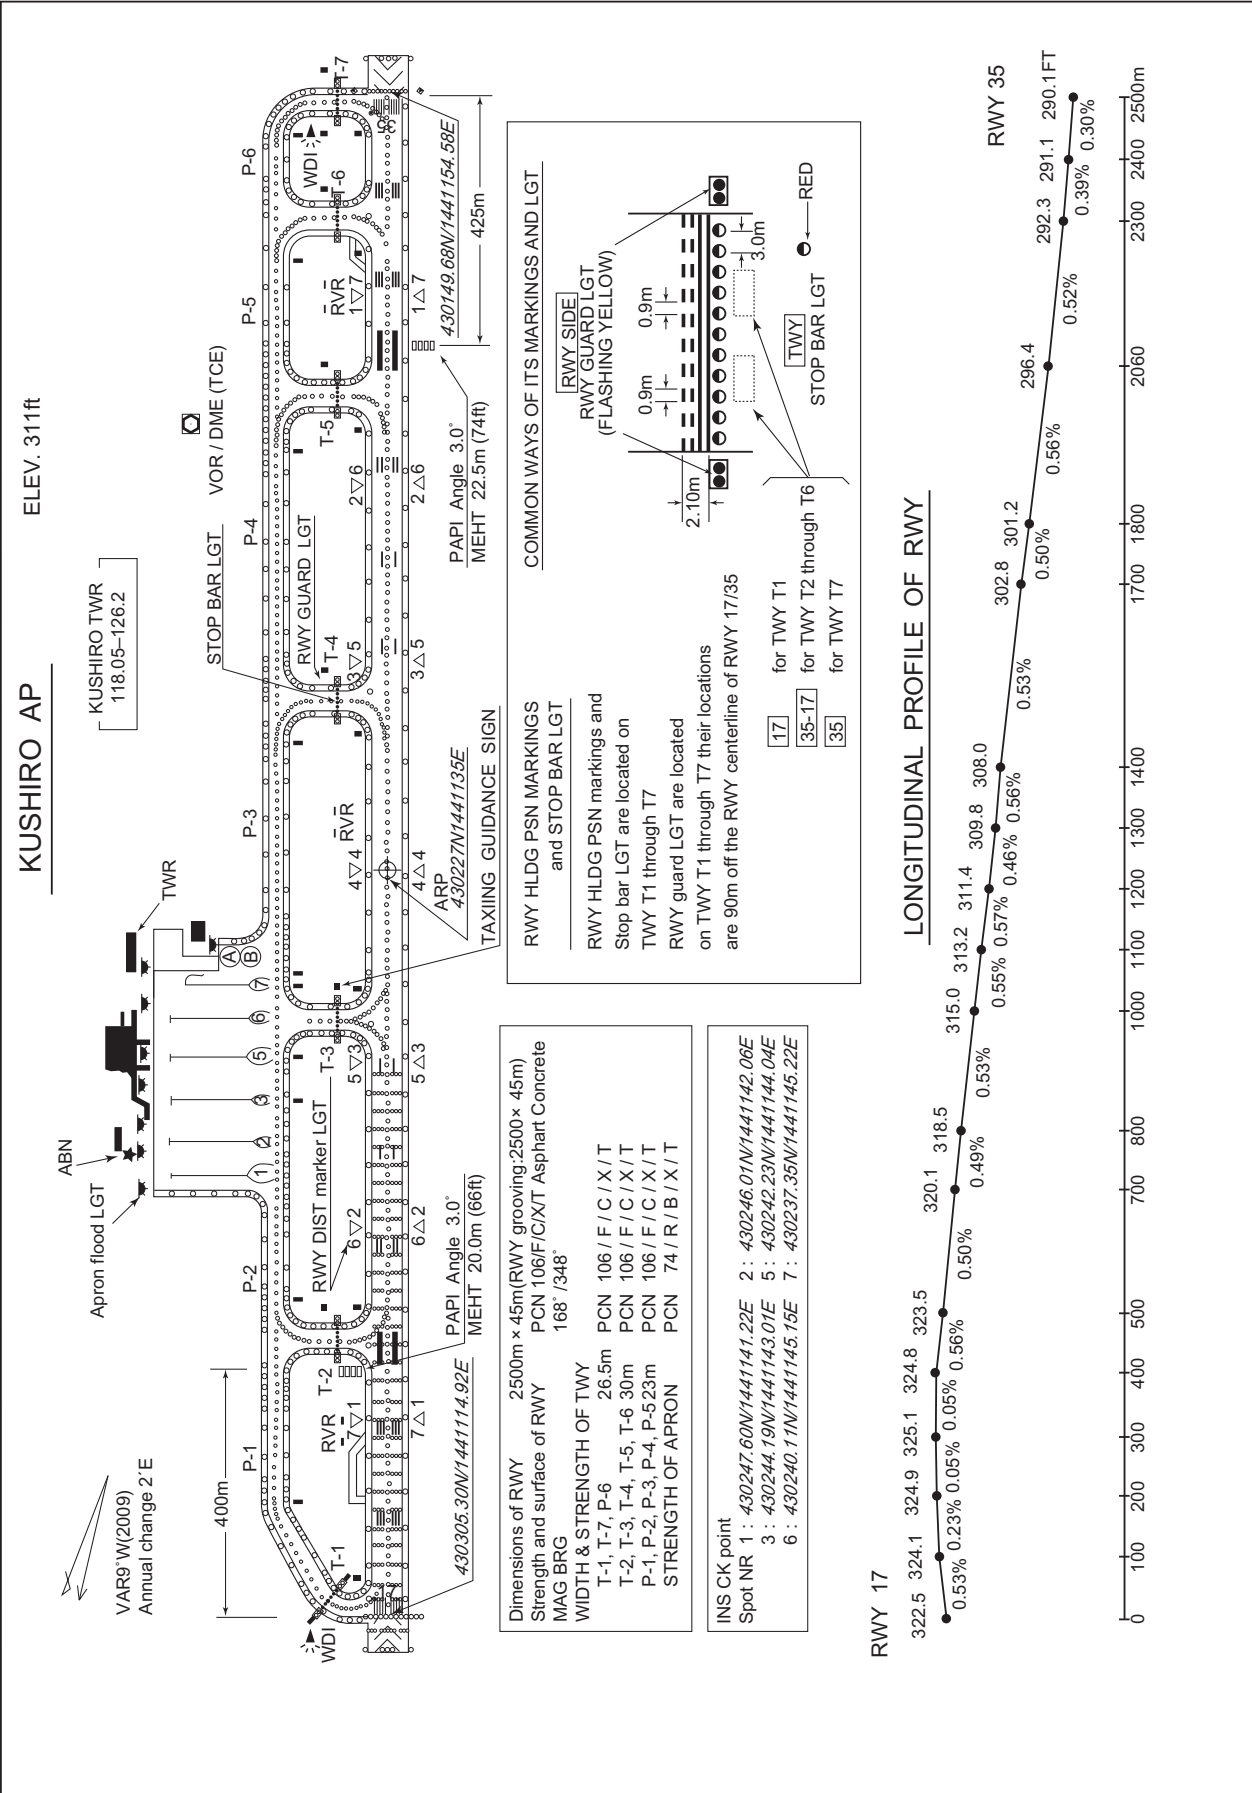 KUSHIRO AP
ELEV. 311ft
KUSHIRO TWR
118.05–126.2
VAR9°W(2009)
Annual change 2´E
ABN
Apron flood LGT
TWR
VOR / DME (TCE)
STOP BAR LGT
RWY GUARD LGT
1
2
3
5
6
7
A
B
P-1
P-2
P-3
P-4
P-5
P-6
400m
WDI
T-1
T-2
T-3
T-4
T-5
T-6
T-7
WDI
RVR
RVR
RVR
RWY DIST marker LGT
7▽1
6▽2
5▽3
4▽4
3▽5
2▽6
1▽7
17
35
7△1
6△2
5△3
4△4
3△5
2△6
1△7
430305.30N/1441114.92E
PAPI Angle 3.0°
MEHT 20.0m (66ft)
ARP
430227N1441135E
TAXIING GUIDANCE SIGN
PAPI Angle 3.0°
MEHT 22.5m (74ft)
430149.68N/1441154.58E
425m
Dimensions of RWY 2500m × 45m(RWY grooving:2500× 45m)
Strength and surface of RWY PCN 106/F/C/X/T Asphart Concrete
MAG BRG 168° /348°
WIDTH & STRENGTH OF TWY
T-1, T-7, P-6 26.5m PCN 106 / F / C / X / T
T-2, T-3, T-4, T-5, T-6 30m PCN 106 / F / C / X / T
P-1, P-2, P-3, P-4, P-523m PCN 106 / F / C / X / T
STRENGTH OF APRON PCN 74 / R / B / X / T
INS CK point
Spot NR 1 : 430247.60N/1441141.22E 2 : 430246.01N/1441142.06E
3 : 430244.19N/1441143.01E 5 : 430242.23N/1441144.04E
6 : 430240.11N/1441145.15E 7 : 430237.35N/1441145.22E
RWY HLDG PSN MARKINGS
and STOP BAR LGT
COMMON WAYS OF ITS MARKINGS AND LGT
RWY HLDG PSN markings and
Stop bar LGT are located on
TWY T1 through T7
RWY guard LGT are located
on TWY T1 through T7 their locations
are 90m off the RWY centerline of RWY 17/35
17 for TWY T1
35-17 for TWY T2 through T6
35 for TWY T7
RWY SIDE
RWY GUARD LGT
(FLASHING YELLOW)
0.9m
0.9m
2.10m
3.0m
TWY
STOP BAR LGT
RED
LONGITUDINAL PROFILE OF RWY
RWY 17
RWY 35
322.5 324.1 324.9 325.1 324.8 323.5 320.1 318.5 315.0 313.2 311.4 309.8 308.0 302.8 301.2 296.4 292.3 291.1 290.1FT
0.53% 0.23% 0.05% 0.05% 0.56% 0.50% 0.49% 0.53% 0.55% 0.57% 0.46% 0.56% 0.53% 0.50% 0.56% 0.52% 0.39% 0.30%
0 100 200 300 400 500 700 800 1000 1100 1200 1300 1400 1700 1800 2060 2300 2400 2500m